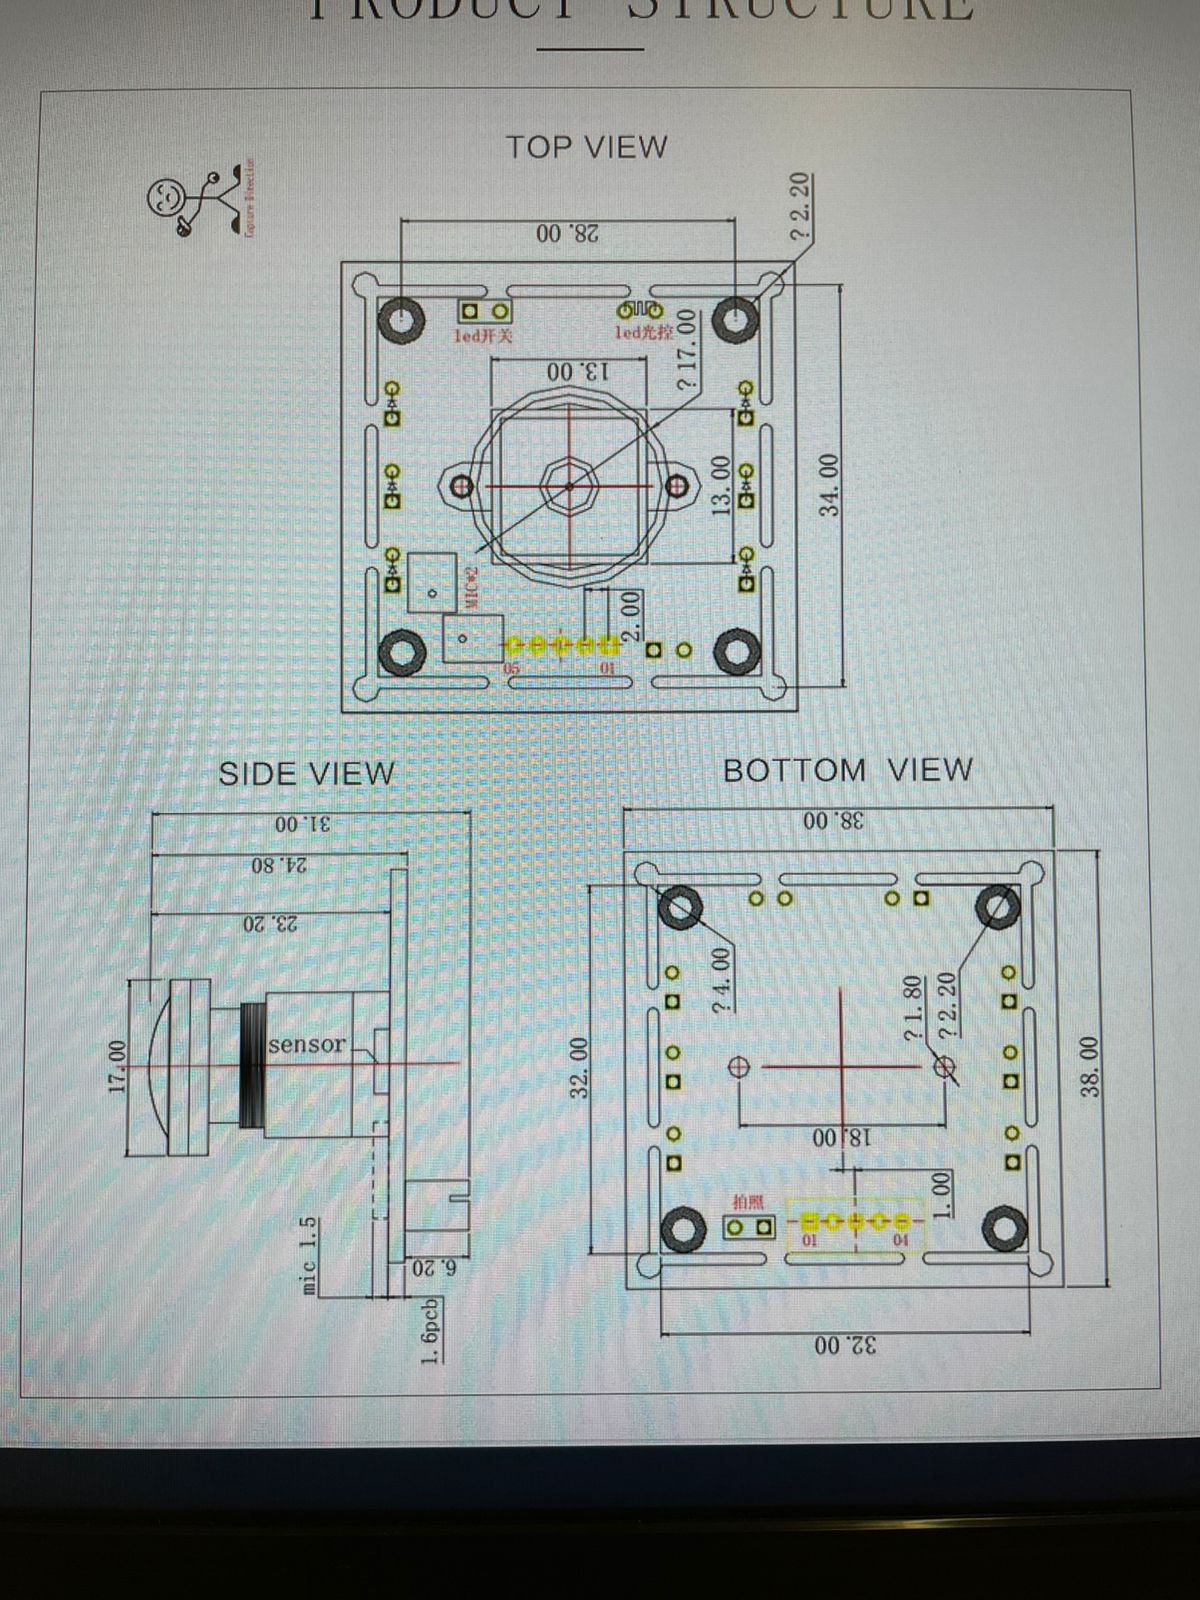 PRODUCT STRUCTURE
TOP VIEW
Capture Direction
28.00
?2.20
led开关
led光控
13.00
?17.00
13.00
34.00
MIC*2
2.00
05
01
SIDE VIEW
BOTTOM VIEW
31.00
24.80
23.20
17.00
sensor
mic 1.5
6.20
1.6pcb
38.00
?4.00
?1.80
?2.20
32.00
38.00
18.00
1.00
拍照
01
04
32.00